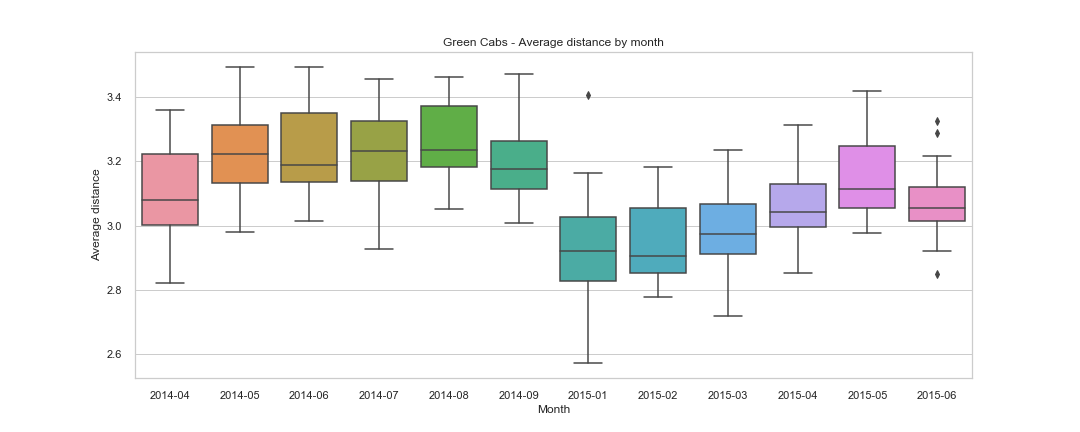 Green Cabs - Average distance by month
Average distance
3.4
3.2
3.0
2.8
2.6
2014-04 2014-05 2014-06 2014-07 2014-08 2014-09 2015-01 2015-02 2015-03 2015-04 2015-05 2015-06
Month